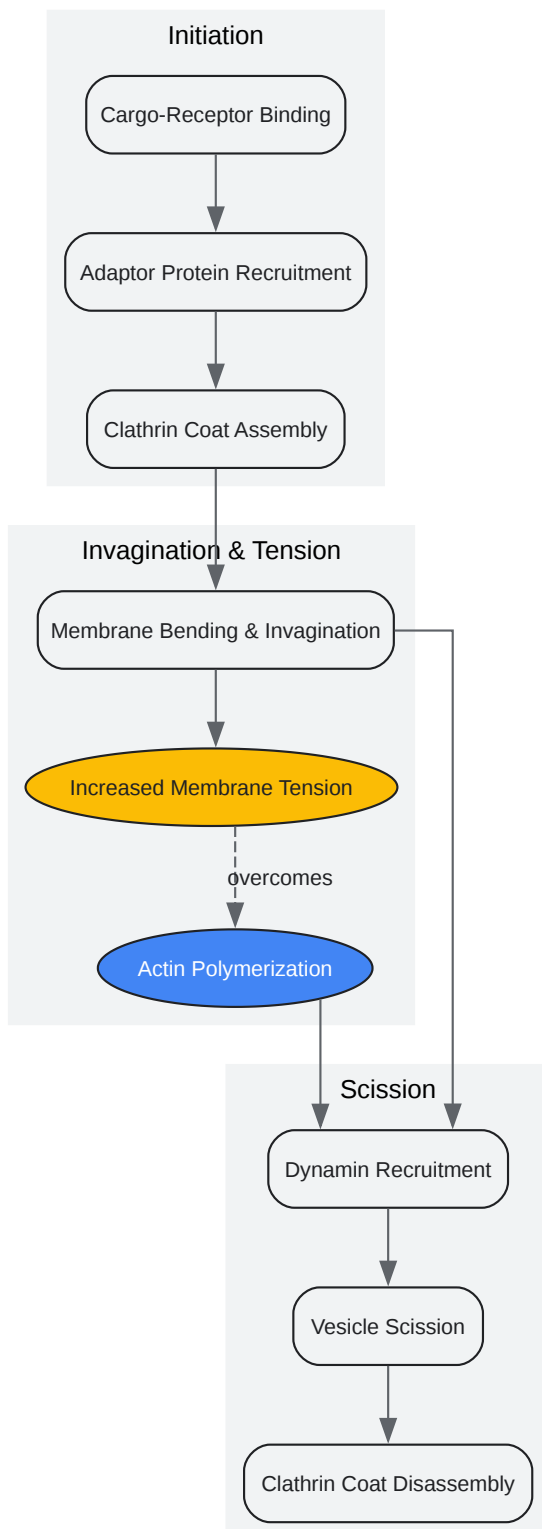 Initiation
Cargo-Receptor Binding
Adaptor Protein Recruitment
Clathrin Coat Assembly
Invagination & Tension
Membrane Bending & Invagination
Increased Membrane Tension
overcomes
Actin Polymerization
Scission
Dynamin Recruitment
Vesicle Scission
Clathrin Coat Disassembly